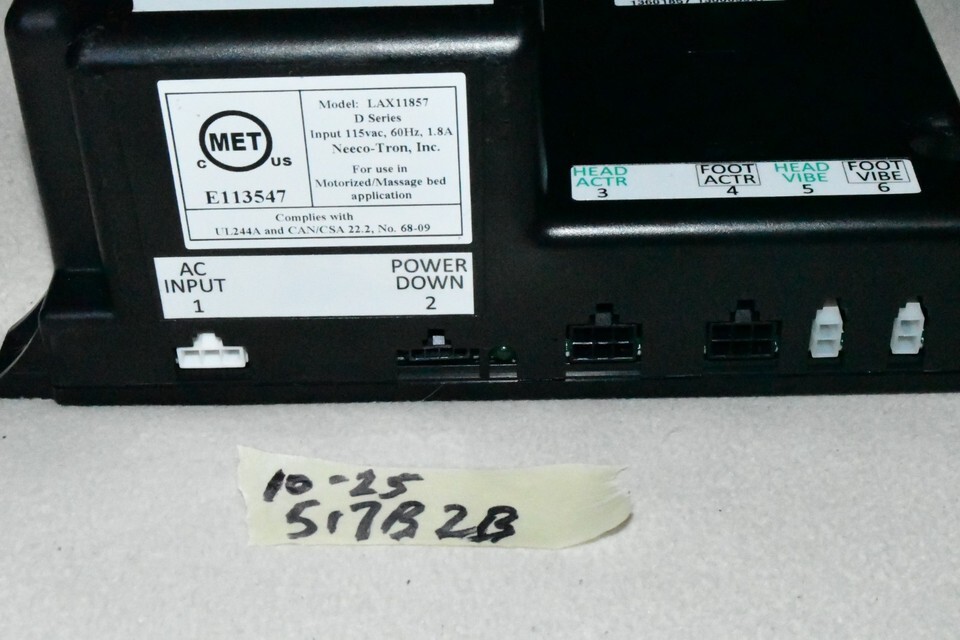 MET
C US
E113547
Model: LAX11857
D Series
Input 115vac, 60Hz, 1.8A
Neeco-Tron, Inc.
For use in
Motorized/Massage bed
application
Complies with
UL244A and CAN/CSA 22.2, No. 68-09
AC
INPUT
1
POWER
DOWN
2
HEAD
ACTR
3
FOOT
ACTR
4
HEAD
VIBE
5
FOOT
VIBE
6
10-25
S17B2B